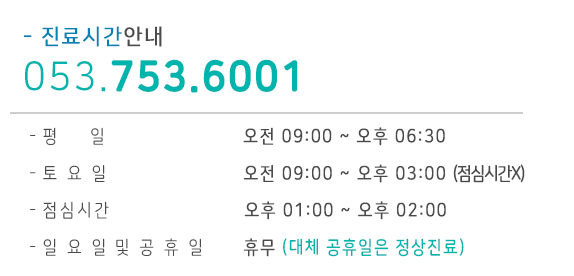 - 진료시간안내
053.753.6001
- 평 일 오전 09:00 ~ 오후 06:30
- 토 요 일 오전 09:00 ~ 오후 03:00 (점심시간X)
- 점심시간 오후 01:00 ~ 오후 02:00
- 일 요 일 및 공 휴 일 휴무 (대체 공휴일은 정상진료)